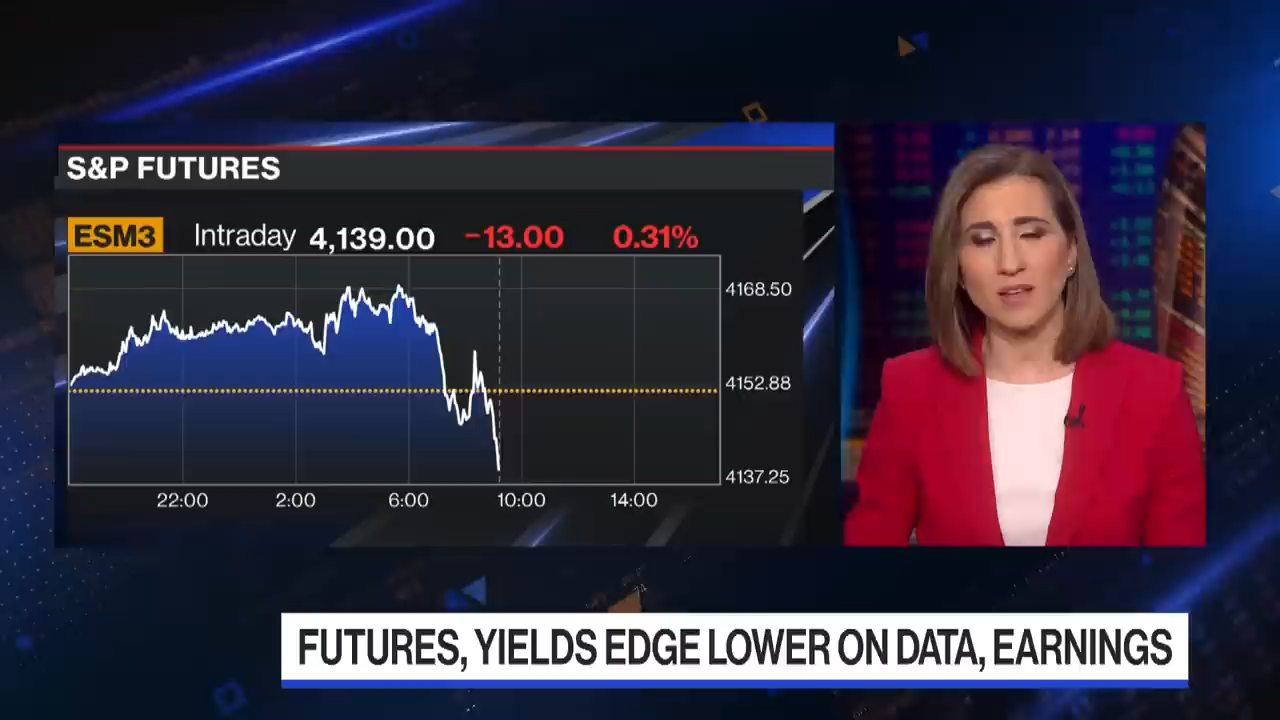 S&P FUTURES
ESM3 Intraday 4,139.00 −13.00 0.31%
4168.50
4152.88
4137.25
22:00 2:00 6:00 10:00 14:00
FUTURES, YIELDS EDGE LOWER ON DATA, EARNINGS